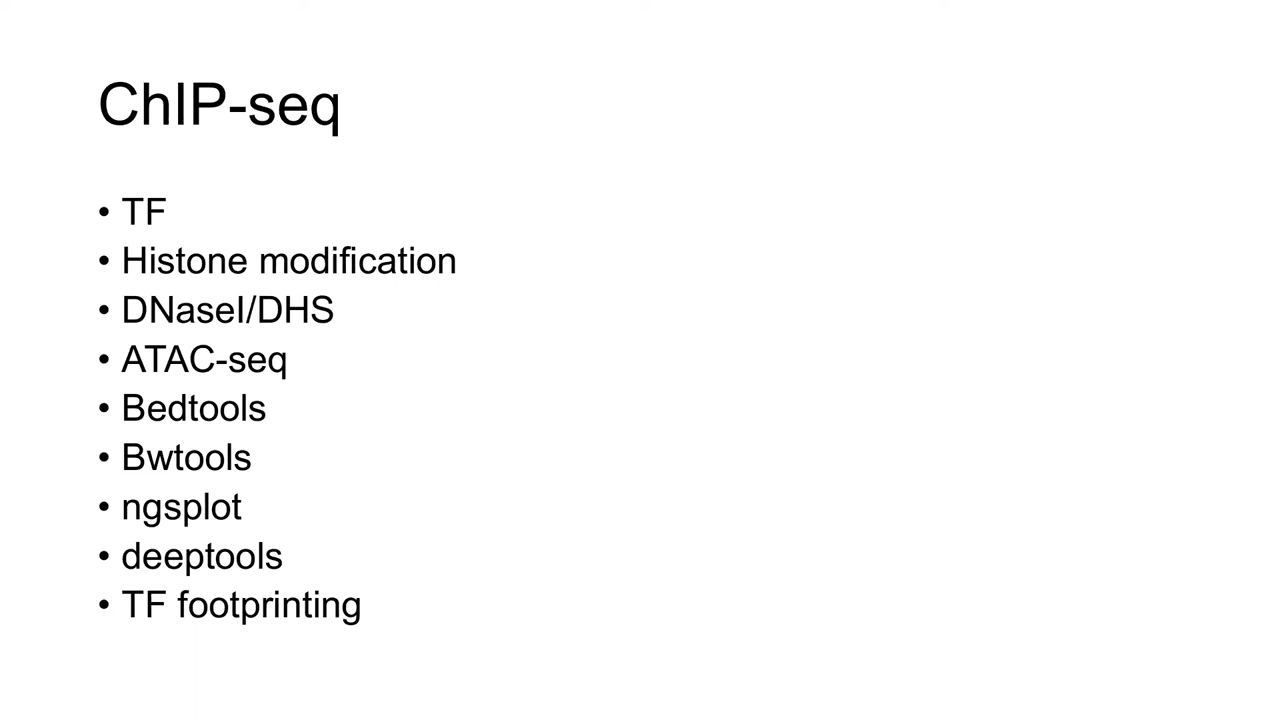 ChIP-seq
• TF
• Histone modification
• DNaseI/DHS
• ATAC-seq
• Bedtools
• Bwtools
• ngsplot
• deeptools
• TF footprinting